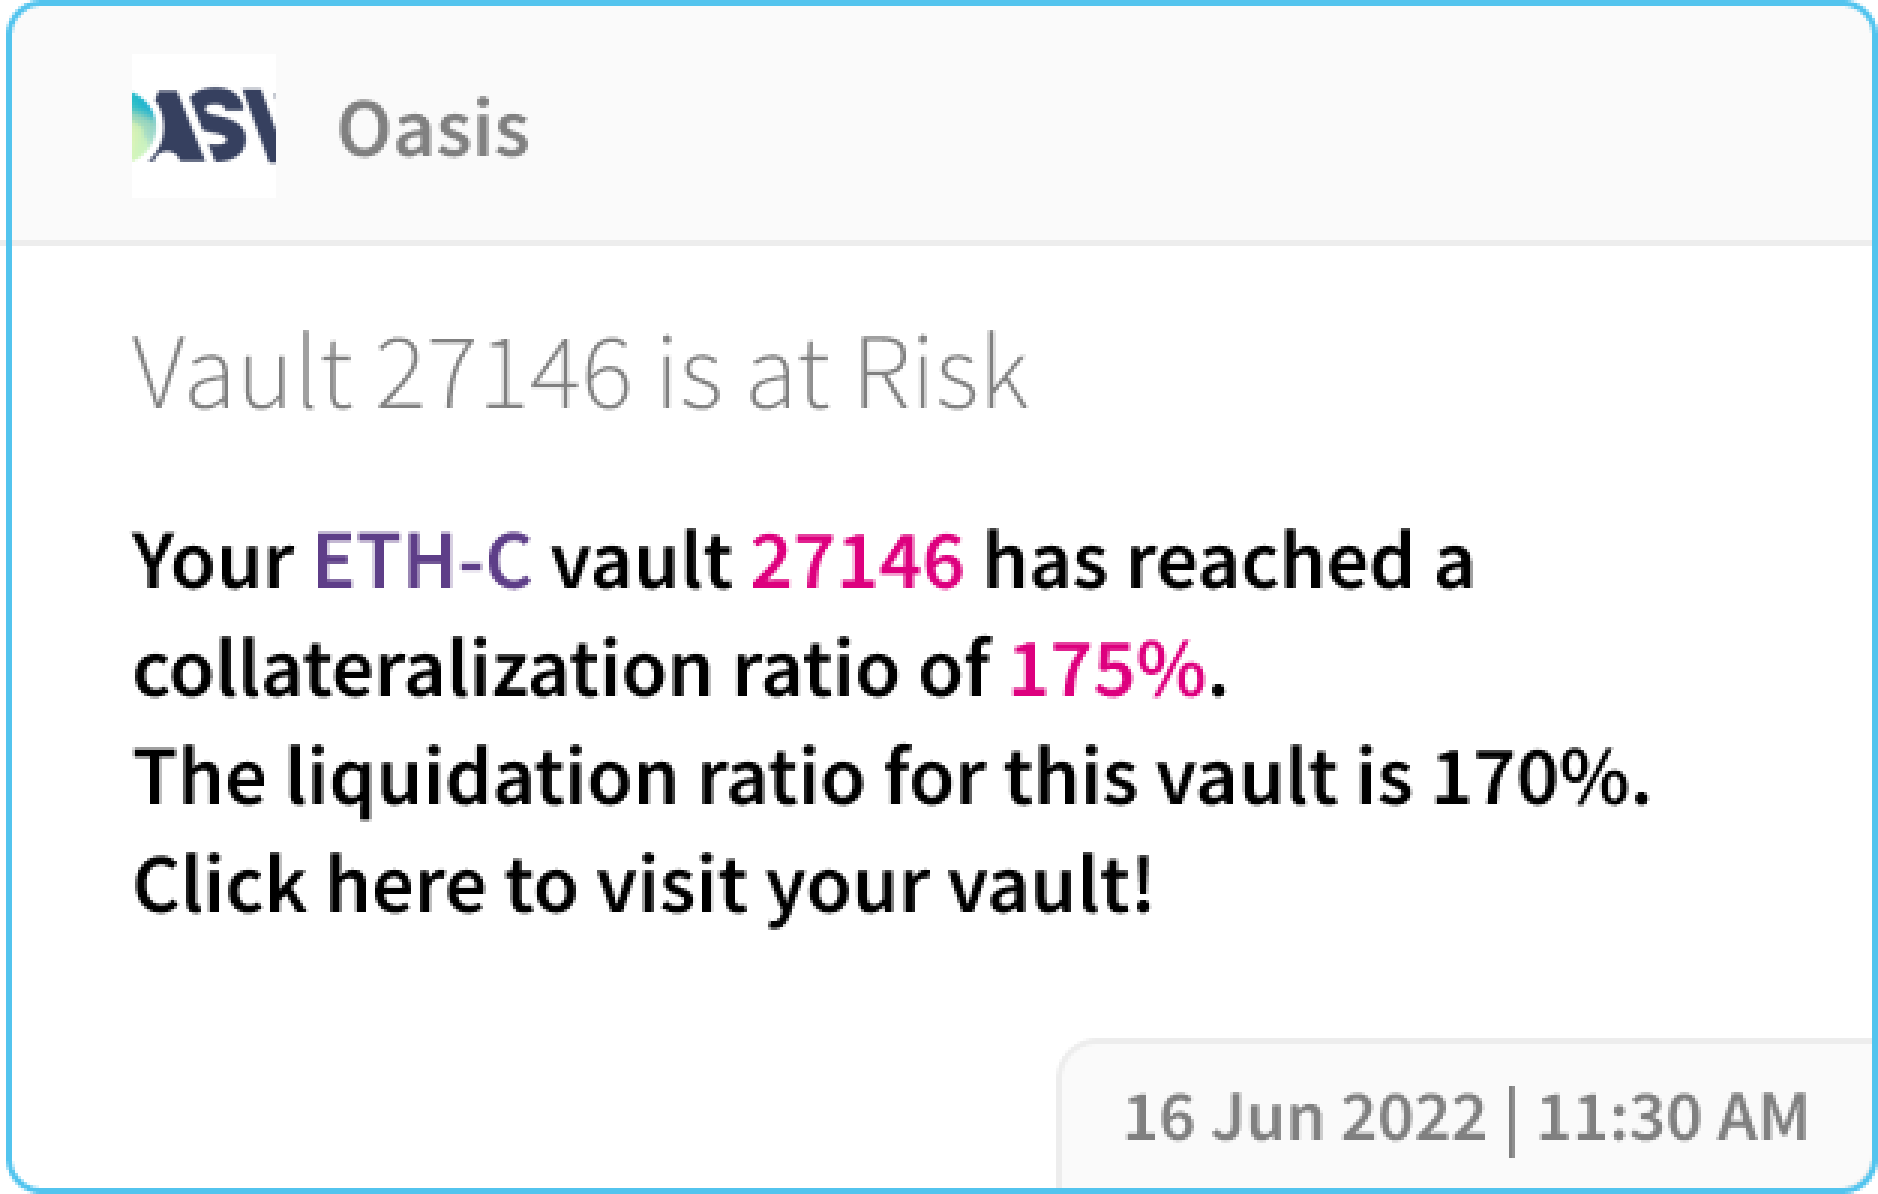 OASI
Oasis
Vault 27146 is at Risk
Your ETH-C vault 27146 has reached a
collateralization ratio of 175%.
The liquidation ratio for this vault is 170%.
Click here to visit your vault!
16 Jun 2022 | 11:30 AM